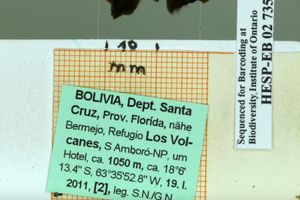 10
mm
BOLIVIA, Dept. Santa
Cruz, Prov. Florída, nähe
Bermejo, Refugio Los Vol-
canes, S Amboró-NP, um
Hotel, ca. 1050 m, ca. 18°6'
13.4" S, 63°35'52.8" W, 19. I.
2011, [2], leg. S.N/G.N
Sequenced for Barcoding at
Biodiversity Institute of Ontario
HESP-EB 02 735